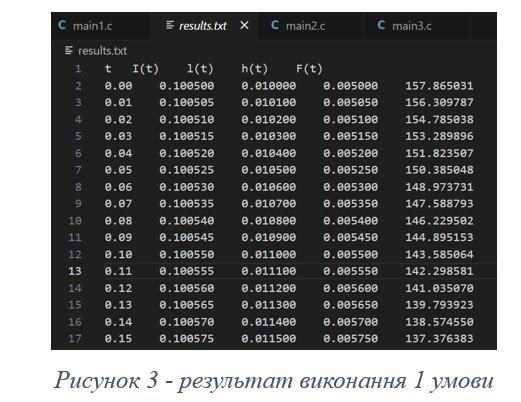 C main1.c results.txt × C main2.c C main3.c
results.txt
1 t I(t) l(t) h(t) F(t)
2 0.00 0.100500 0.010000 0.005000 157.865031
3 0.01 0.100505 0.010100 0.005050 156.309787
4 0.02 0.100510 0.010200 0.005100 154.785038
5 0.03 0.100515 0.010300 0.005150 153.289896
6 0.04 0.100520 0.010400 0.005200 151.823507
7 0.05 0.100525 0.010500 0.005250 150.385048
8 0.06 0.100530 0.010600 0.005300 148.973731
9 0.07 0.100535 0.010700 0.005350 147.588793
10 0.08 0.100540 0.010800 0.005400 146.229502
11 0.09 0.100545 0.010900 0.005450 144.895153
12 0.10 0.100550 0.011000 0.005500 143.585064
13 0.11 0.100555 0.011100 0.005550 142.298581
14 0.12 0.100560 0.011200 0.005600 141.035070
15 0.13 0.100565 0.011300 0.005650 139.793923
16 0.14 0.100570 0.011400 0.005700 138.574550
17 0.15 0.100575 0.011500 0.005750 137.376383
Рисунок 3 - результат виконання 1 умови